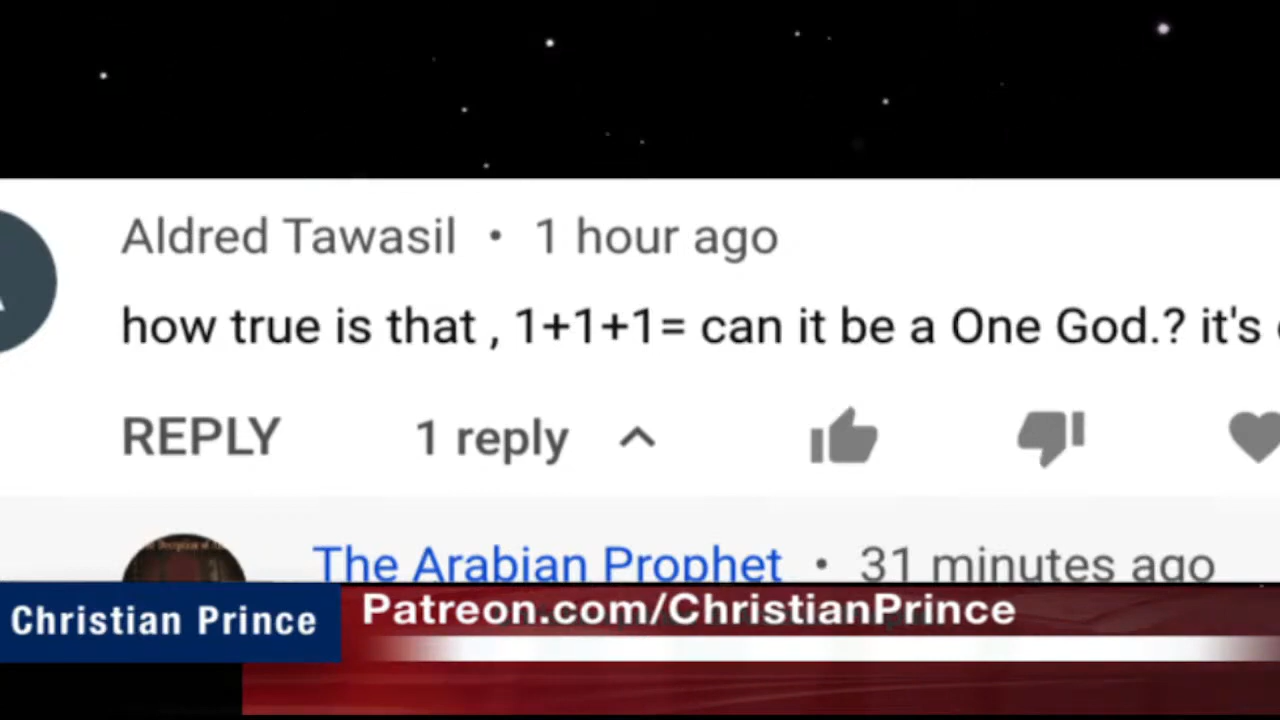 Aldred Tawasil • 1 hour ago
how true is that , 1+1+1= can it be a One God.? it's
REPLY 1 reply
The Arabian Prophet • 31 minutes ago
Christian Prince
Patreon.com/ChristianPrince